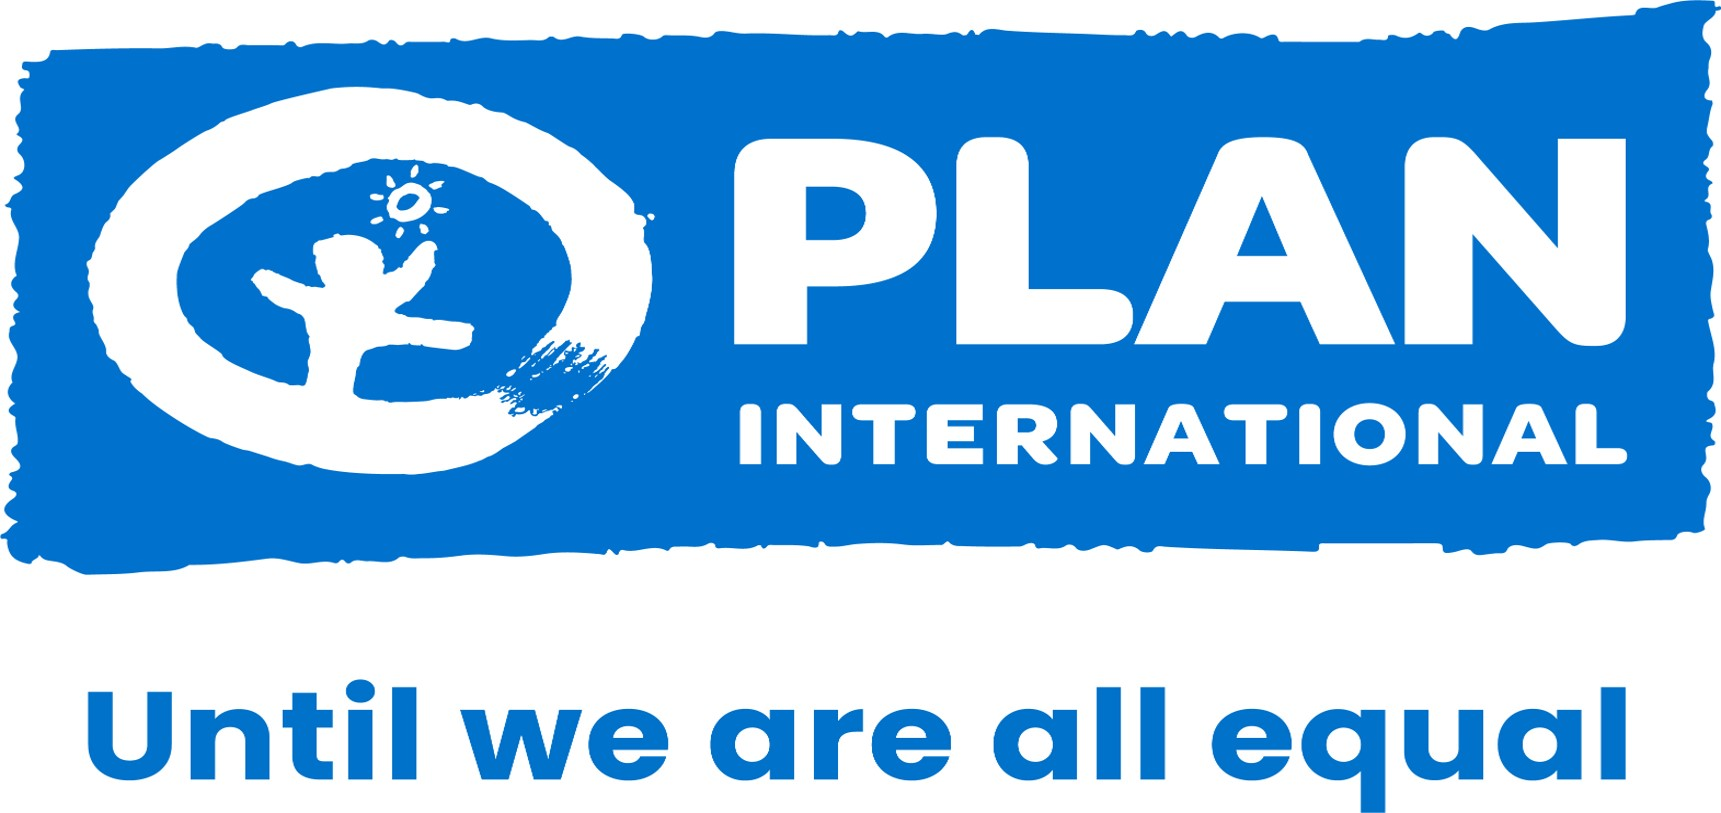 PLAN
INTERNATIONAL
Until we are all equal